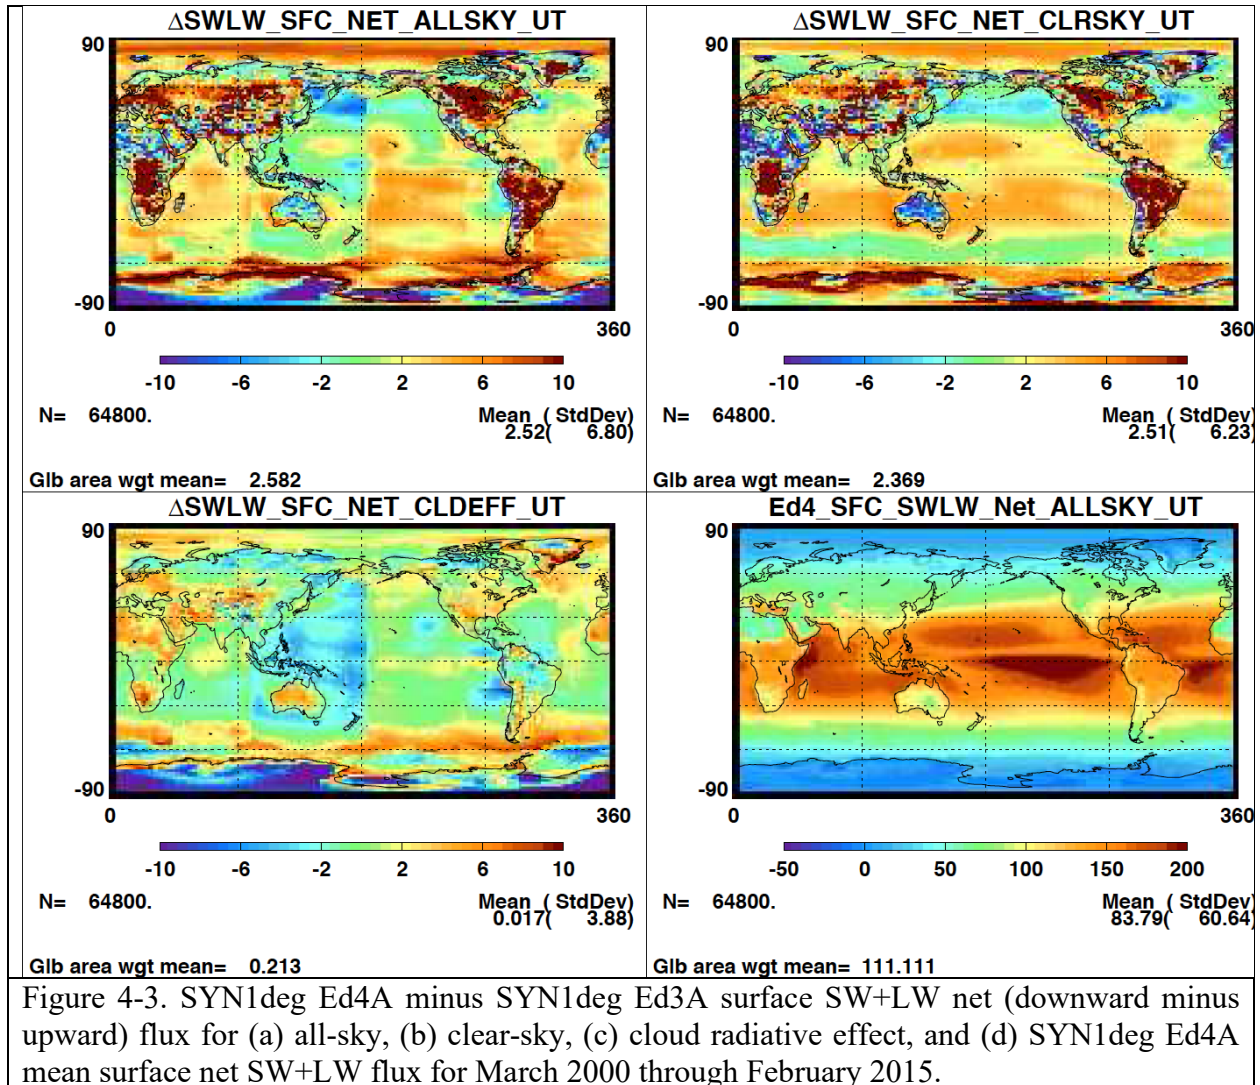 ΔSWLW_SFC_NET_ALLSKY_UT
90
-90
0
360
-10 -6 -2 2 6 10
N= 64800.
Mean ( StdDev)
2.52( 6.80)
Glb area wgt mean= 2.582
ΔSWLW_SFC_NET_CLRSKY_UT
90
-90
0
360
-10 -6 -2 2 6 10
N= 64800.
Mean ( StdDev)
2.51( 6.23)
Glb area wgt mean= 2.369
ΔSWLW_SFC_NET_CLDEFF_UT
90
-90
0
360
-10 -6 -2 2 6 10
N= 64800.
Mean ( StdDev)
0.017( 3.88)
Glb area wgt mean= 0.213
Ed4_SFC_SWLW_Net_ALLSKY_UT
90
-90
0
360
-50 0 50 100 150 200
N= 64800.
Mean ( StdDev)
83.79( 60.64)
Glb area wgt mean= 111.111
Figure 4-3. SYN1deg Ed4A minus SYN1deg Ed3A surface SW+LW net (downward minus
upward) flux for (a) all-sky, (b) clear-sky, (c) cloud radiative effect, and (d) SYN1deg Ed4A
mean surface net SW+LW flux for March 2000 through February 2015.